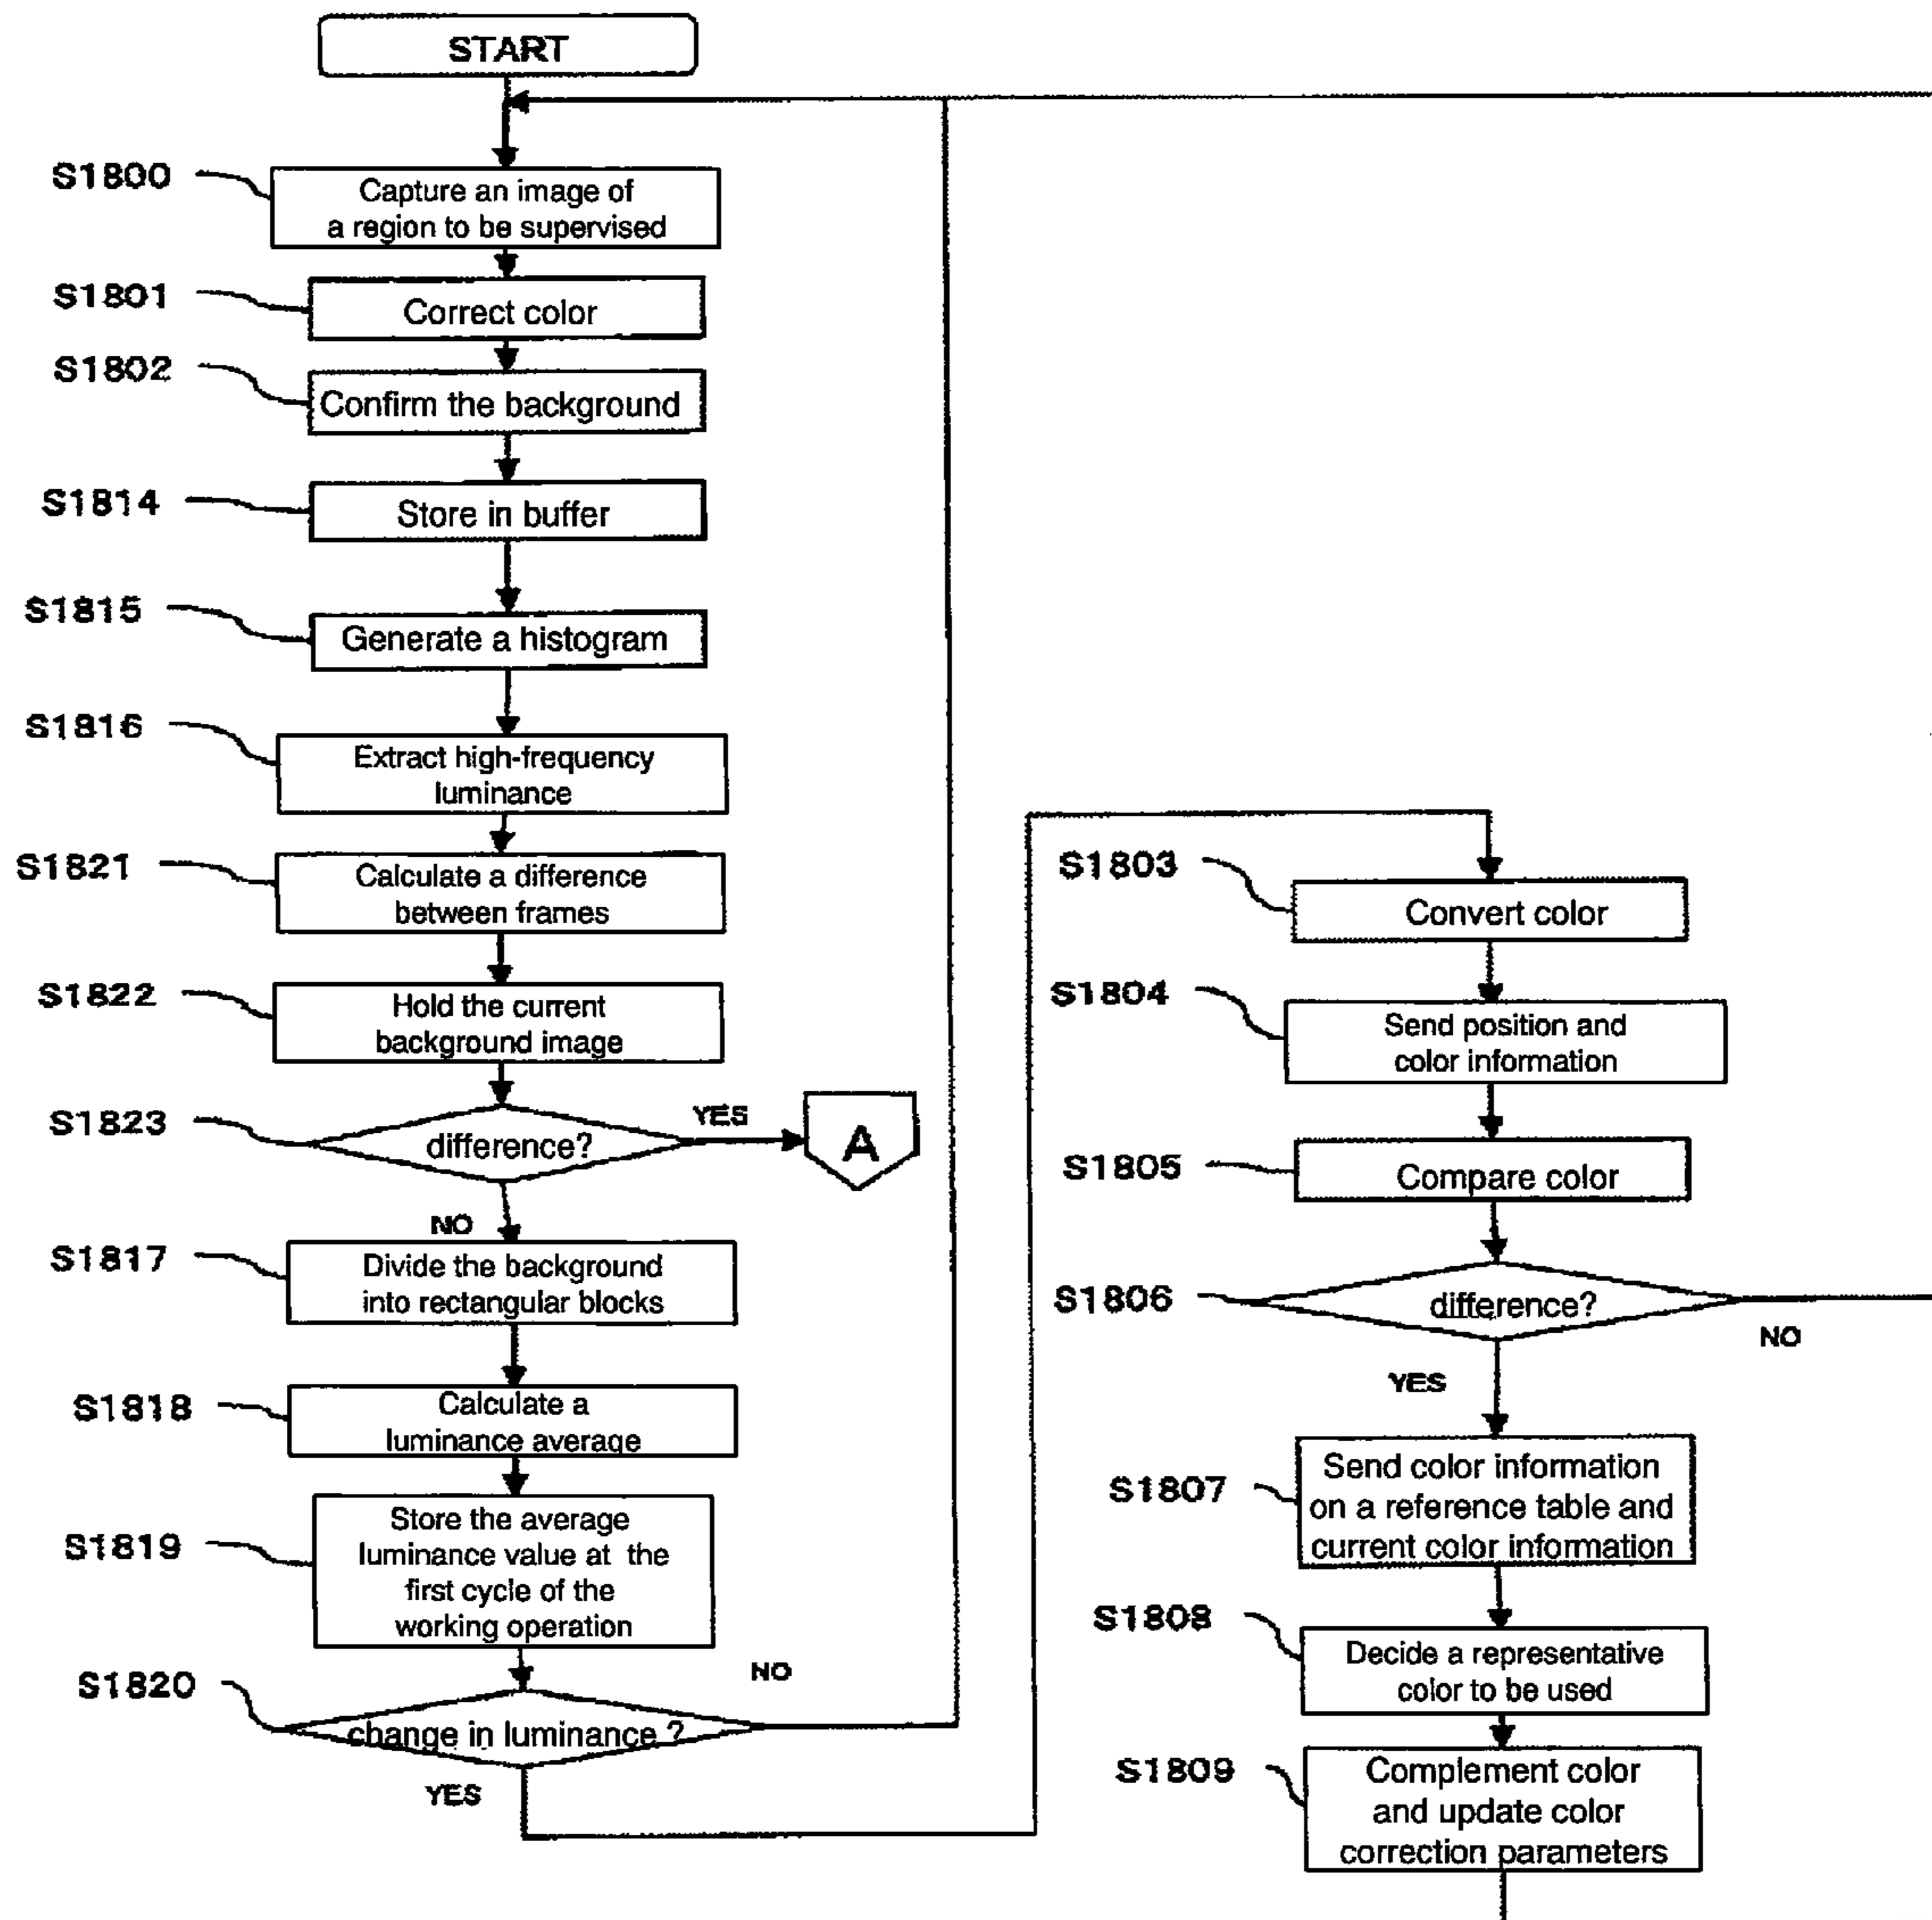 START
S1800
Capture an image of
a region to be supervised
S1801
Correct color
S1802
Confirm the background
S1814
Store in buffer
S1815
Generate a histogram
S1816
Extract high-frequency
luminance
S1821
Calculate a difference
between frames
S1822
Hold the current
background image
S1823
difference?
YES
A
NO
S1817
Divide the background
into rectangular blocks
S1818
Calculate a
luminance average
S1819
Store the average
luminance value at the
first cycle of the
working operation
S1820
change in luminance ?
NO
YES
S1803
Convert color
S1804
Send position and
color information
S1805
Compare color
S1806
difference?
NO
YES
S1807
Send color information
on a reference table and
current color information
S1808
Decide a representative
color to be used
S1809
Complement color
and update color
correction parameters